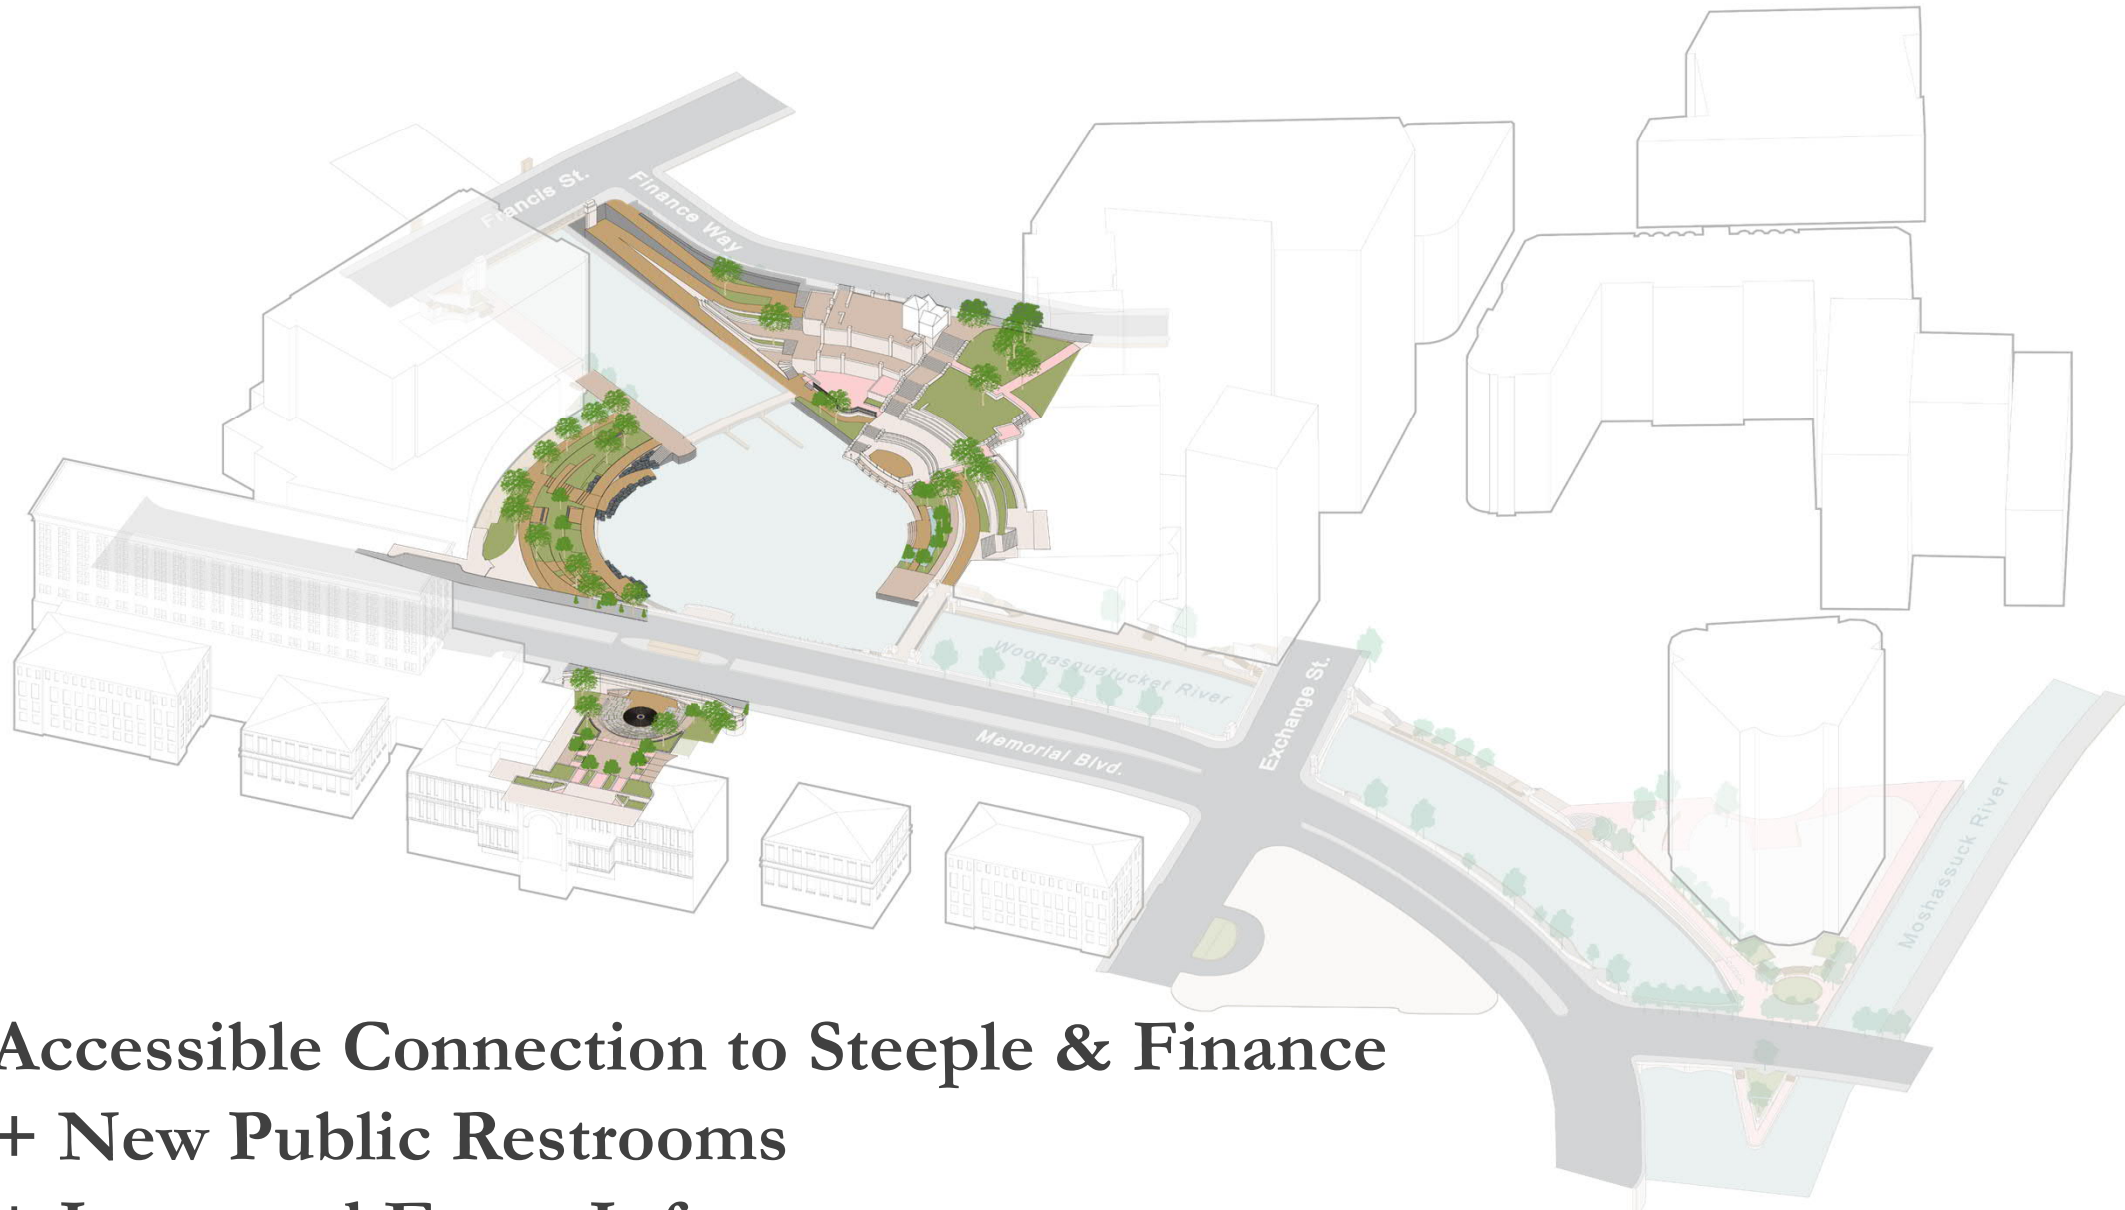 Francis St.
Finance Way
Woonasquatucket River
Exchange St.
Memorial Blvd.
Moshassuck River
Accessible Connection to Steeple & Finance
+ New Public Restrooms